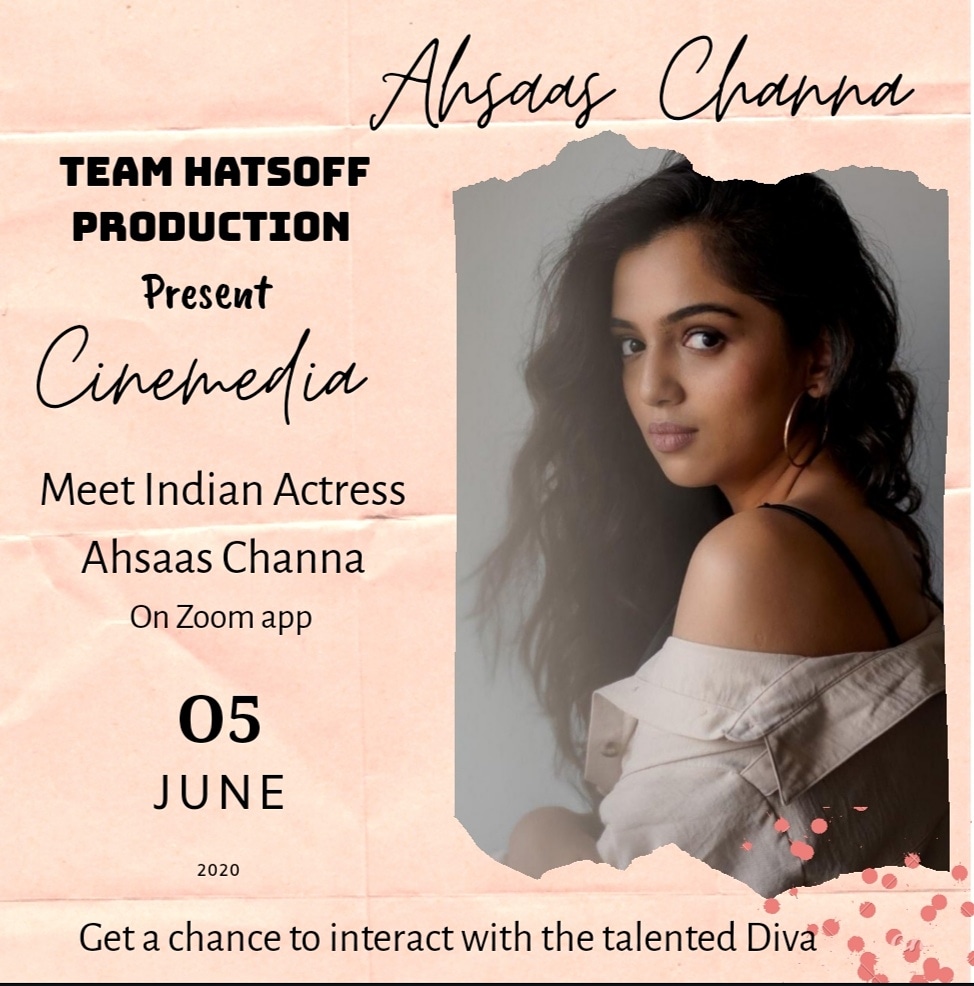 Ahsaas Channa
TEAM HATSOFF
PRODUCTION
Present
Cinemedia
Meet Indian Actress
Ahsaas Channa
On Zoom app
05
JUNE
2020
Get a chance to interact with the talented Diva